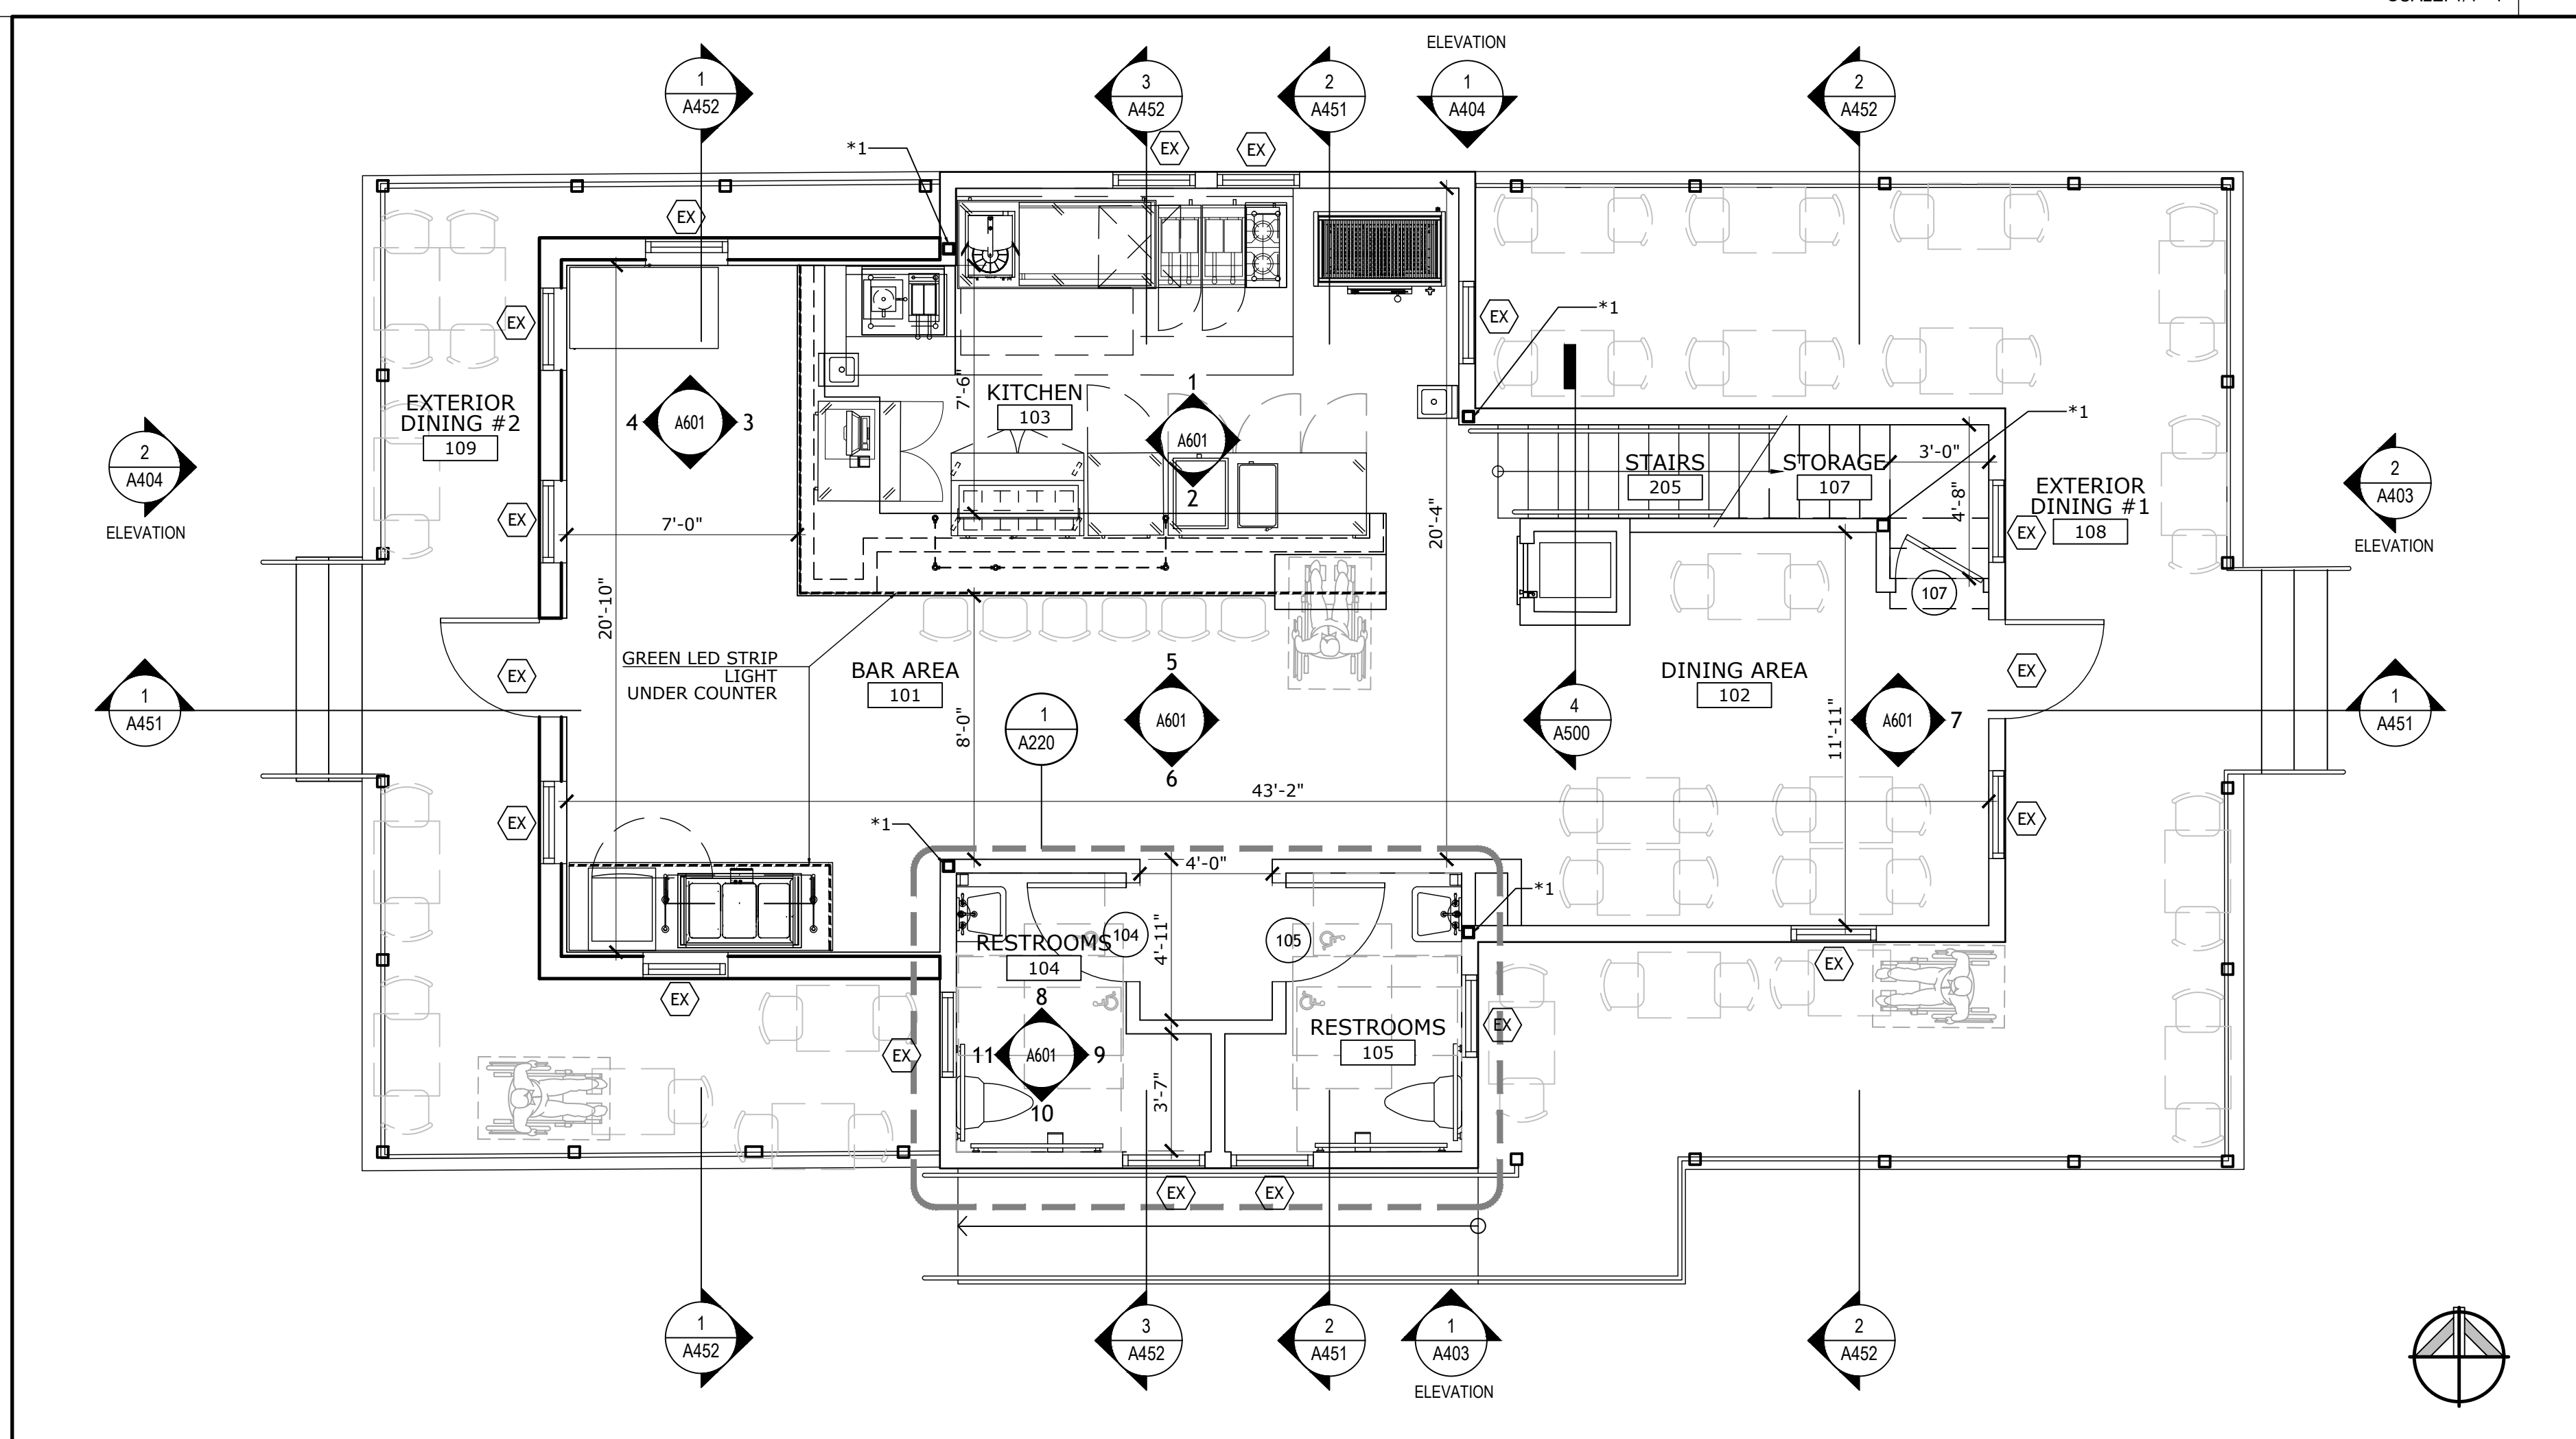 ELEVATION
1
A452
3
A452
2
A451
1
A404
2
A452
*1
EX
EX
EX
EX
EX
*1
*1
KITCHEN
103
7'-6"
1
A601
2
EXTERIOR
DINING #2
109
4
A601
3
2
A404
ELEVATION
STAIRS
205
STORAGE
107
3'-0"
4'-8"
EXTERIOR
DINING #1
108
EX
2
A403
ELEVATION
EX
7'-0"
20'-4"
20'-10"
107
GREEN LED STRIP
LIGHT
UNDER COUNTER
BAR AREA
101
EX
5
A601
6
DINING AREA
102
EX
1
A451
8'-0"
1
A220
4
A500
11'-11"
A601
7
1
A451
43'-2"
EX
EX
*1
4'-0"
*1
RESTROOMS
104
104
4'-11"
105
EX
EX
8
11
A601
9
10
EX
RESTROOMS
105
EX
3'-7"
EX
EX
1
A452
3
A452
2
A451
1
A403
ELEVATION
2
A452